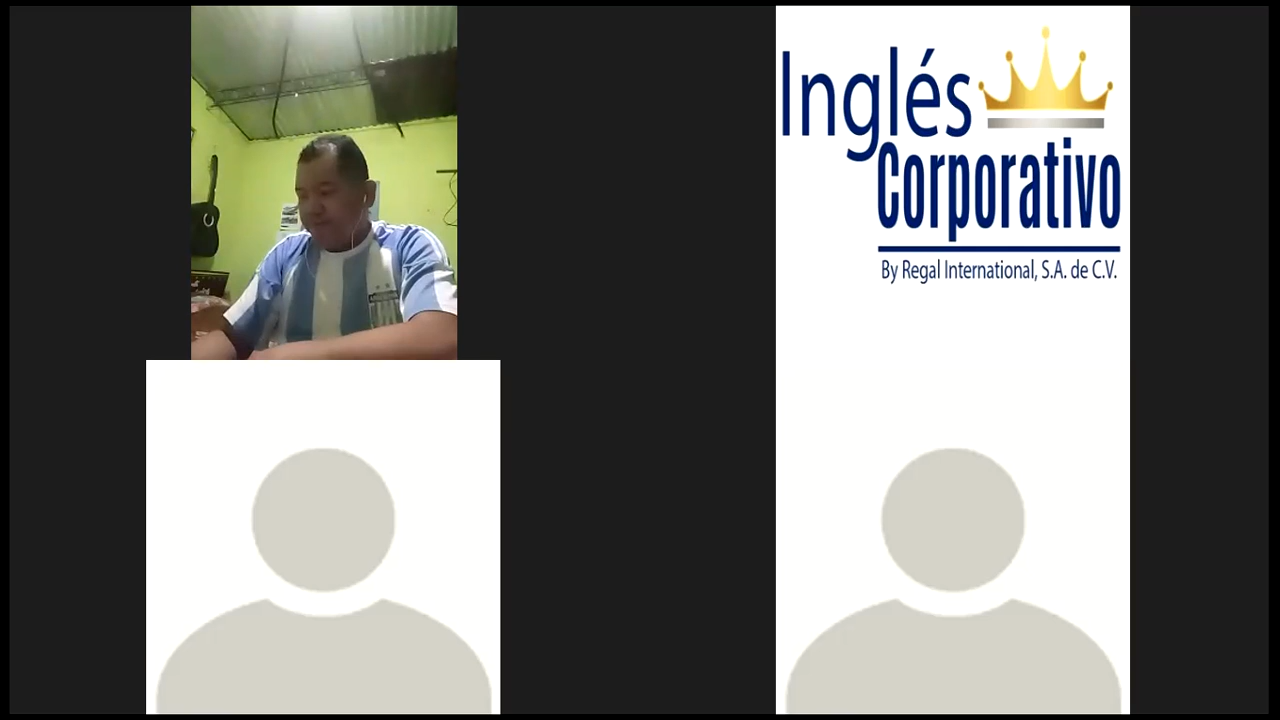 Inglés
Corporativo
By Regal International, S.A. de C.V.